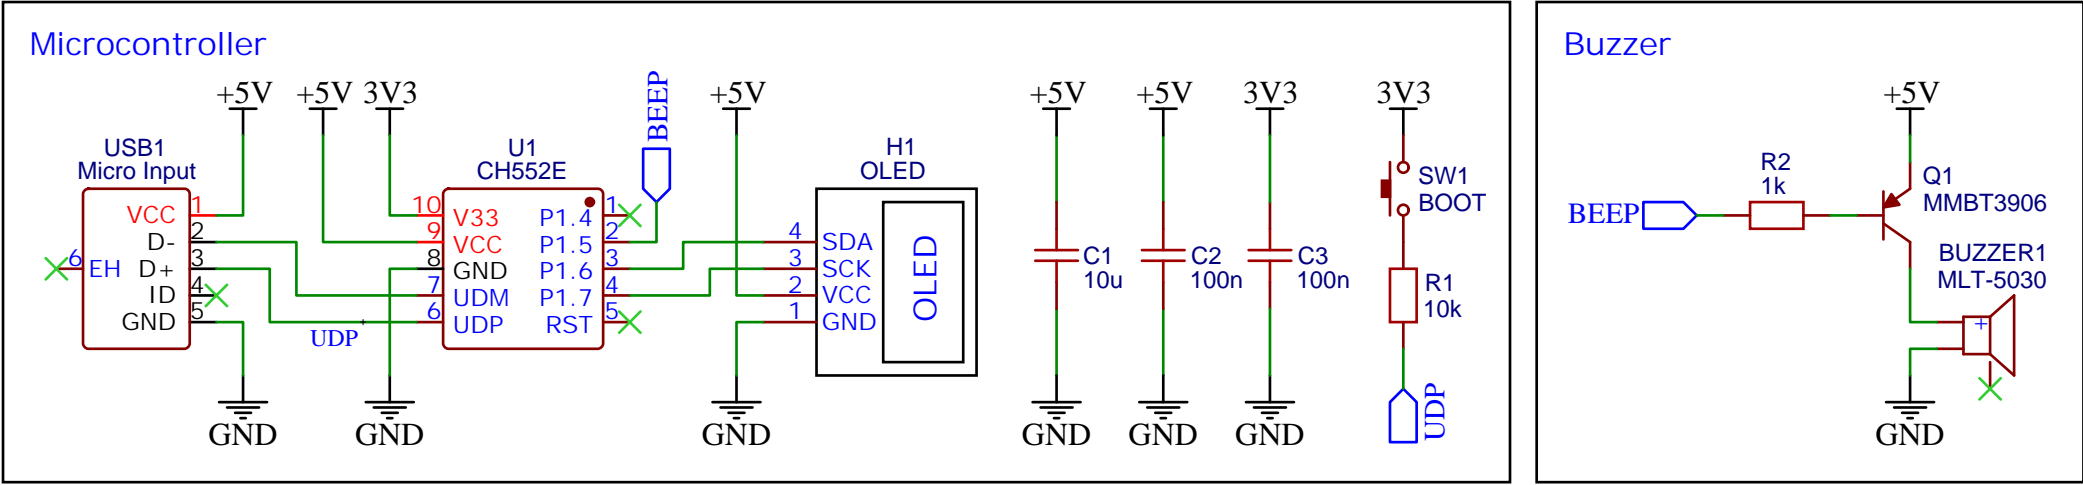 Microcontroller
+5V
+5V
3V3
BEEP
+5V
+5V
+5V
3V3
3V3
USB1
Micro Input
VCC
1
D-
2
D+
3
ID
4
GND
5
6
EH
UDP
U1
CH552E
10
V33
9
VCC
8
GND
7
UDM
6
UDP
P1.4
1
P1.5
2
P1.6
3
P1.7
4
RST
5
H1
OLED
4
SDA
3
SCK
2
VCC
1
GND
OLED
C1
10u
C2
100n
C3
100n
SW1
BOOT
R1
10k
UDP
GND
GND
GND
GND
GND
GND
Buzzer
+5V
BEEP
R2
1k
Q1
MMBT3906
BUZZER1
MLT-5030
+
GND